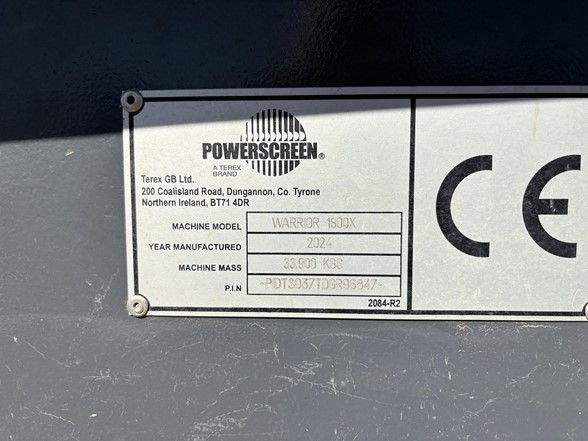 POWERSCREEN®
A TEREX
BRAND
Terex GB Ltd.
200 Coalisland Road, Dungannon, Co. Tyrone
Northern Ireland, BT71 4DR
MACHINE MODEL WARRIOR 1800X
YEAR MANUFACTURED 2024
MACHINE MASS 33,900 KGS
P.I.N
2084-R2
CE